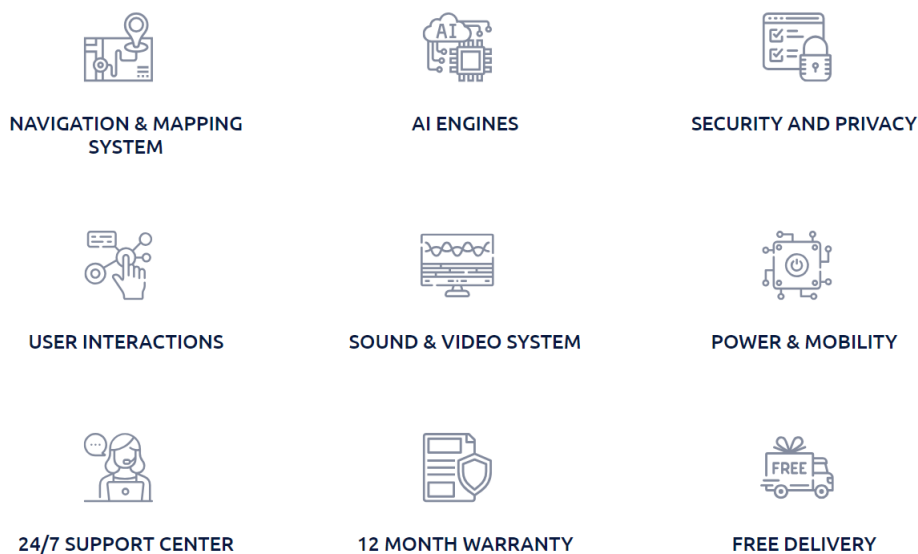 AI
NAVIGATION & MAPPING
SYSTEM
AI ENGINES
SECURITY AND PRIVACY
USER INTERACTIONS
SOUND & VIDEO SYSTEM
POWER & MOBILITY
FREE
24/7 SUPPORT CENTER
12 MONTH WARRANTY
FREE DELIVERY